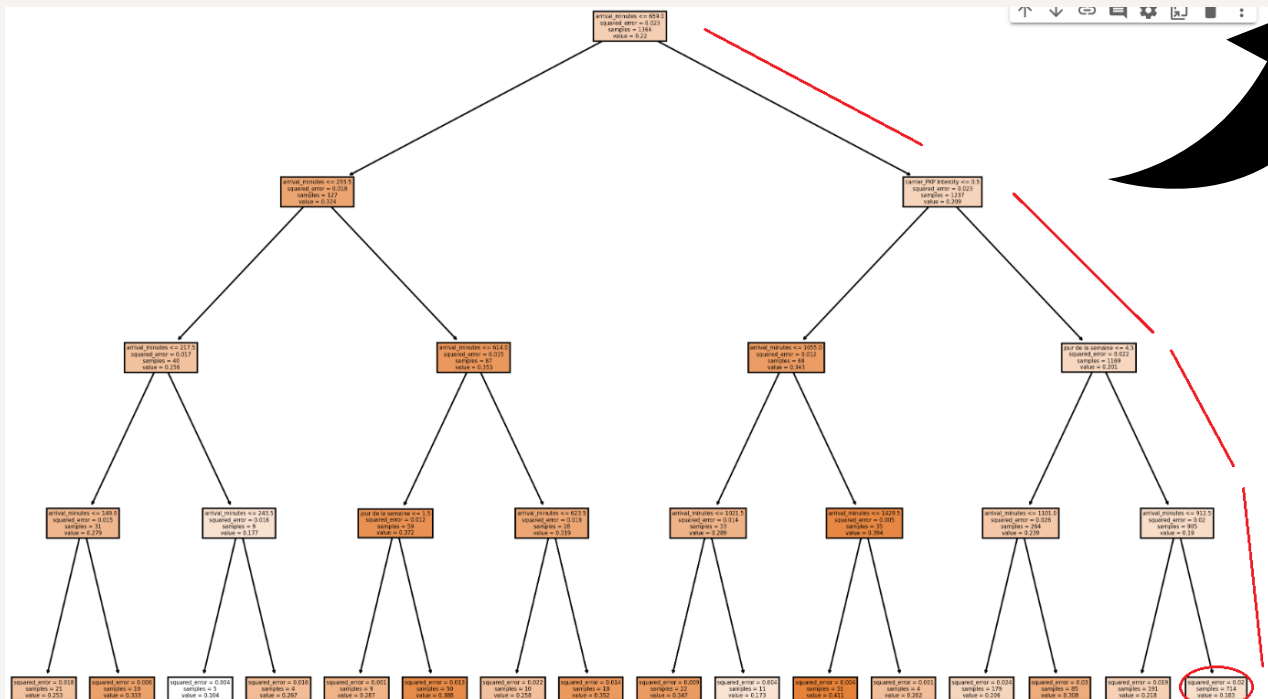 arrival_minutes <= 659.0
squared_error = 0.023
samples = 1364
value = 0.22
arrival_minutes <= 255.5
squared_error = 0.018
samples = 127
value = 0.324
carrier_PKP Intercity <= 0.5
squared_error = 0.023
samples = 1237
value = 0.209
arrival_minutes <= 217.5
squared_error = 0.017
samples = 40
value = 0.256
arrival_minutes <= 614.0
squared_error = 0.015
samples = 87
value = 0.355
arrival_minutes <= 1055.0
squared_error = 0.012
samples = 68
value = 0.343
jour de la semaine <= 4.5
squared_error = 0.022
samples = 1169
value = 0.201
arrival_minutes <= 149.0
squared_error = 0.015
samples = 31
value = 0.279
arrival_minutes <= 243.5
squared_error = 0.016
samples = 9
value = 0.177
jour de la semaine <= 1.5
squared_error = 0.012
samples = 59
value = 0.372
arrival_minutes <= 623.5
squared_error = 0.019
samples = 28
value = 0.319
arrival_minutes <= 1021.5
squared_error = 0.014
samples = 33
value = 0.288
arrival_minutes <= 1429.5
squared_error = 0.005
samples = 35
value = 0.394
arrival_minutes <= 1101.0
squared_error = 0.026
samples = 264
value = 0.239
arrival_minutes <= 912.5
squared_error = 0.02
samples = 905
value = 0.19
squared_error = 0.018
samples = 21
value = 0.253
squared_error = 0.006
samples = 10
value = 0.333
squared_error = 0.004
samples = 5
value = 0.104
squared_error = 0.016
samples = 4
value = 0.267
squared_error = 0.001
samples = 9
value = 0.287
squared_error = 0.013
samples = 50
value = 0.388
squared_error = 0.022
samples = 10
value = 0.258
squared_error = 0.014
samples = 18
value = 0.352
squared_error = 0.009
samples = 22
value = 0.347
squared_error = 0.004
samples = 11
value = 0.173
squared_error = 0.004
samples = 31
value = 0.411
squared_error = 0.001
samples = 4
value = 0.262
squared_error = 0.024
samples = 179
value = 0.206
squared_error = 0.03
samples = 85
value = 0.308
squared_error = 0.019
samples = 191
value = 0.218
squared_error = 0.02
samples = 714
value = 0.183